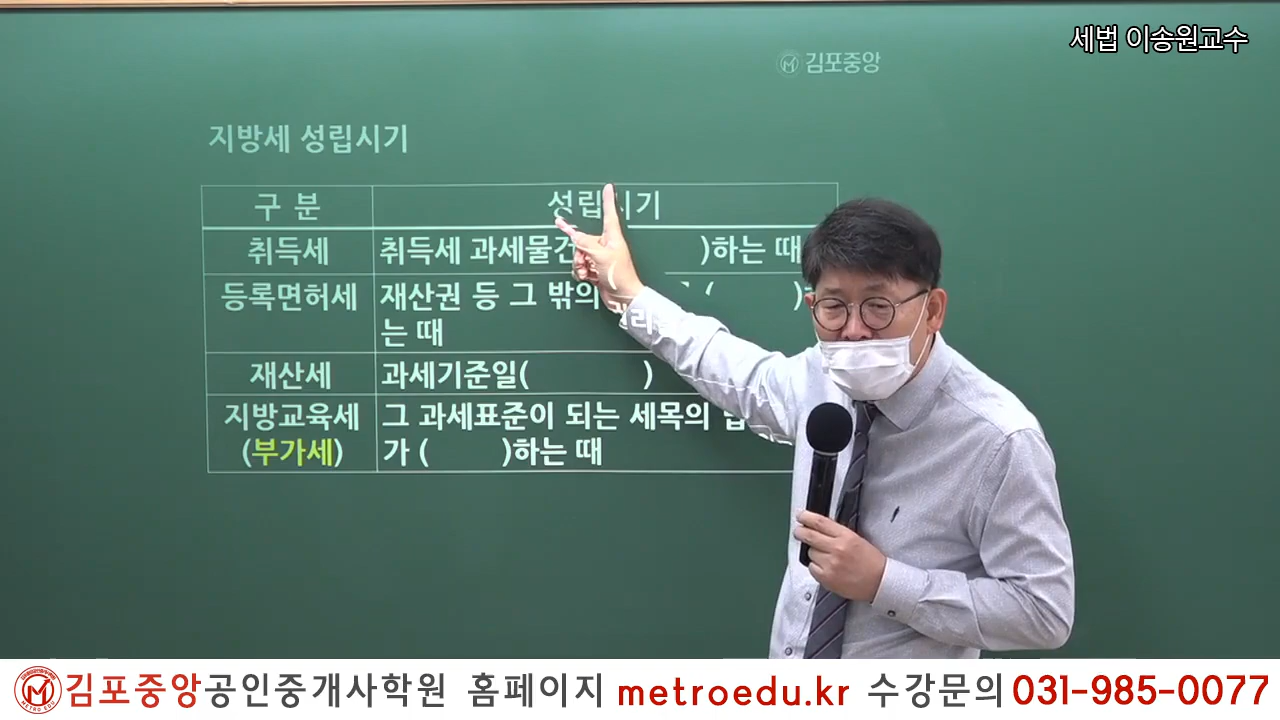 세법 이송원교수
김포중앙
지방세 성립시기
구 분 성립시기
취득세 취득세 과세물건 )하는 때
등록면허세 재산권 등 그 밖의 ( )
는 때
재산세 과세기준일( )
지방교육세 그 과세표준이 되는 세목의
(부가세) 가 ( )하는 때
김포중앙공인중개사학원 홈페이지 metroedu.kr 수강문의 031-985-0077